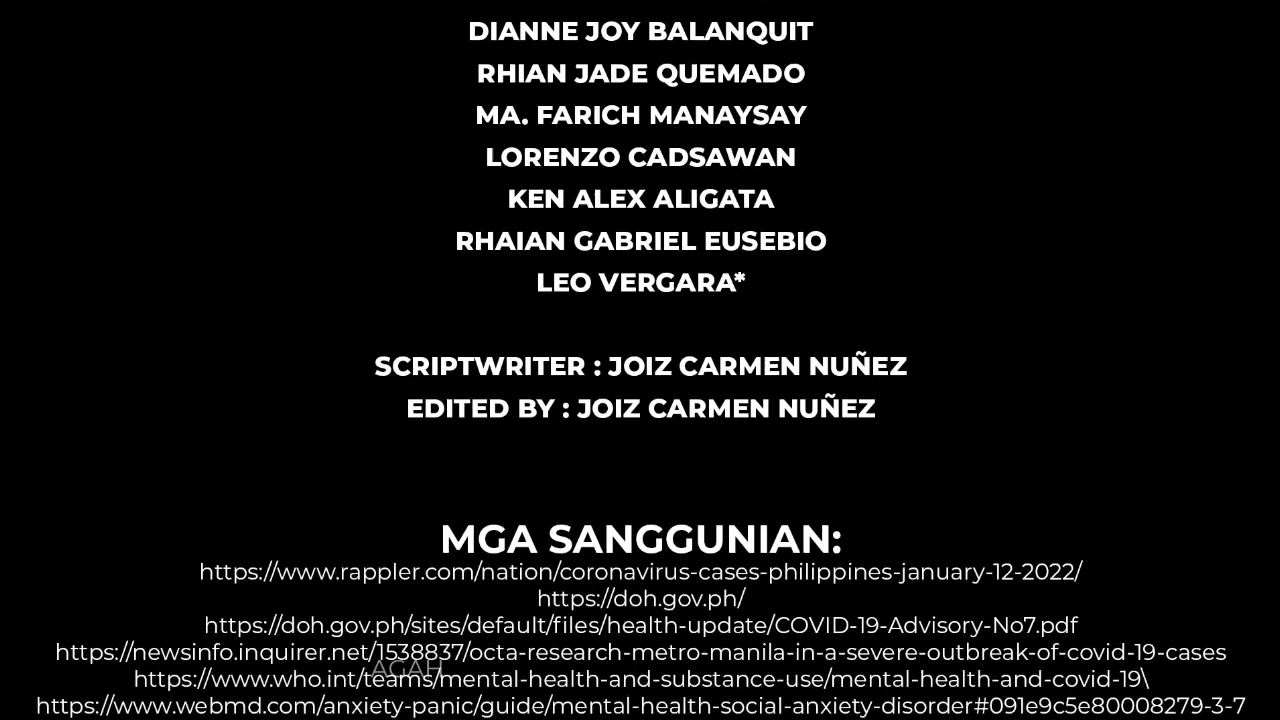 DIANNE JOY BALANQUIT
RHIAN JADE QUEMADO
MA. FARICH MANAYSAY
LORENZO CADSAWAN
KEN ALEX ALIGATA
RHAIAN GABRIEL EUSEBIO
LEO VERGARA*
SCRIPTWRITER : JOIZ CARMEN NUÑEZ
EDITED BY : JOIZ CARMEN NUÑEZ
MGA SANGGUNIAN:
https://www.rappler.com/nation/coronavirus-cases-philippines-january-12-2022/
https://doh.gov.ph/
https://doh.gov.ph/sites/default/files/health-update/COVID-19-Advisory-No7.pdf
https://newsinfo.inquirer.net/1538837/octa-research-metro-manila-in-a-severe-outbreak-of-covid-19-cases
AGAH
https://www.who.int/teams/mental-health-and-substance-use/mental-health-and-covid-19\
https://www.webmd.com/anxiety-panic/guide/mental-health-social-anxiety-disorder#091e9c5e80008279-3-7